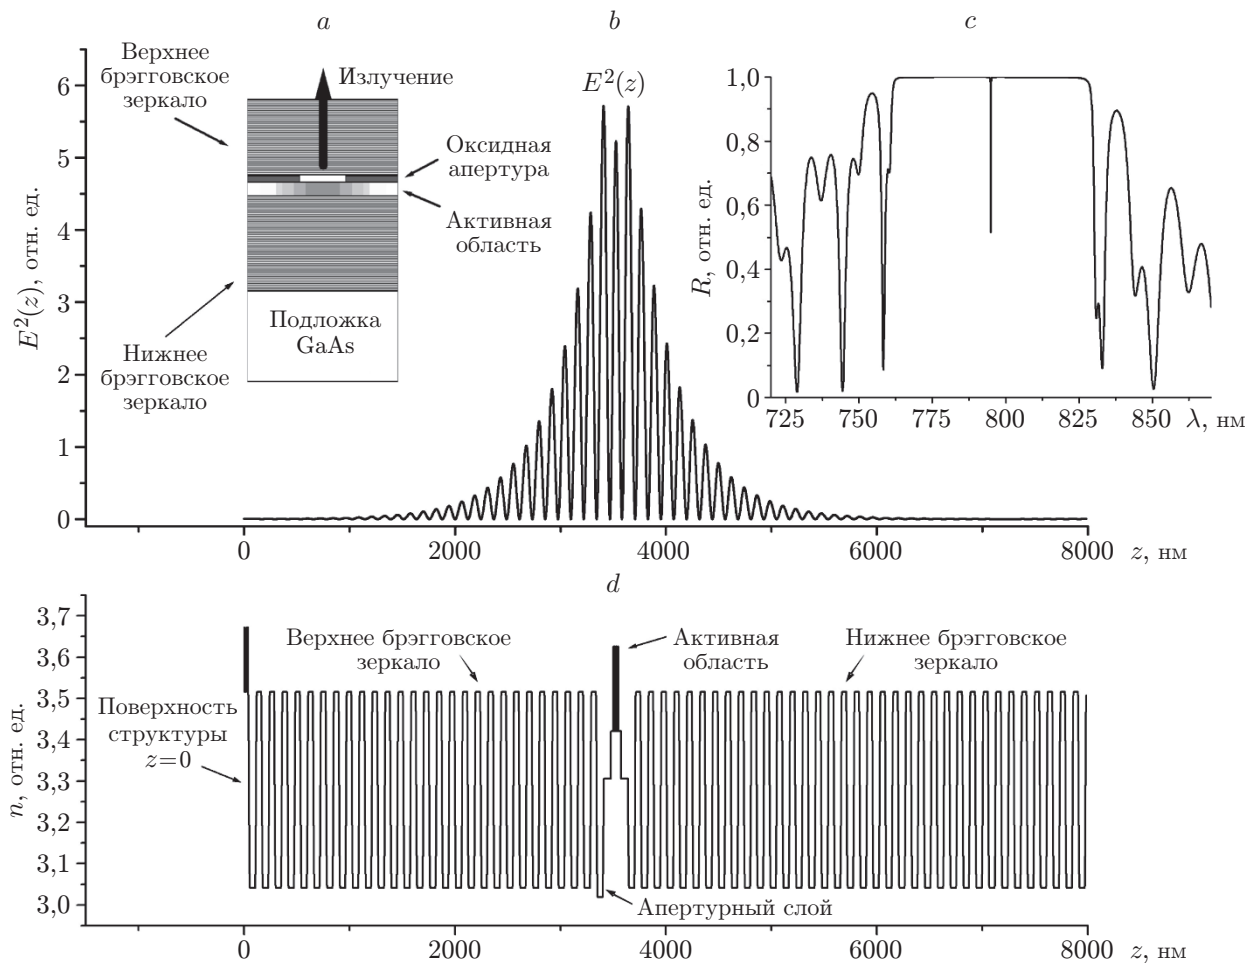 a
b
c
Верхнее
брэгговское
зеркало
Излучение
Оксидная
апертура
Активная
область
Подложка
GaAs
Нижнее
брэгговское
зеркало
E²(z), отн. ед.
6
5
4
3
2
1
0
E²(z)
0
2000
4000
6000
8000
z, нм
R, отн. ед.
1,0
0,8
0,6
0,4
0,2
0
725
750
775
800
825
850
λ, нм
d
n, отн. ед.
3,7
3,6
3,5
3,4
3,3
3,2
3,1
3,0
Верхнее брэгговское
зеркало
Активная
область
Нижнее брэгговское
зеркало
Поверхность
структуры
z=0
Апертурный слой
0
2000
4000
6000
8000
z, нм